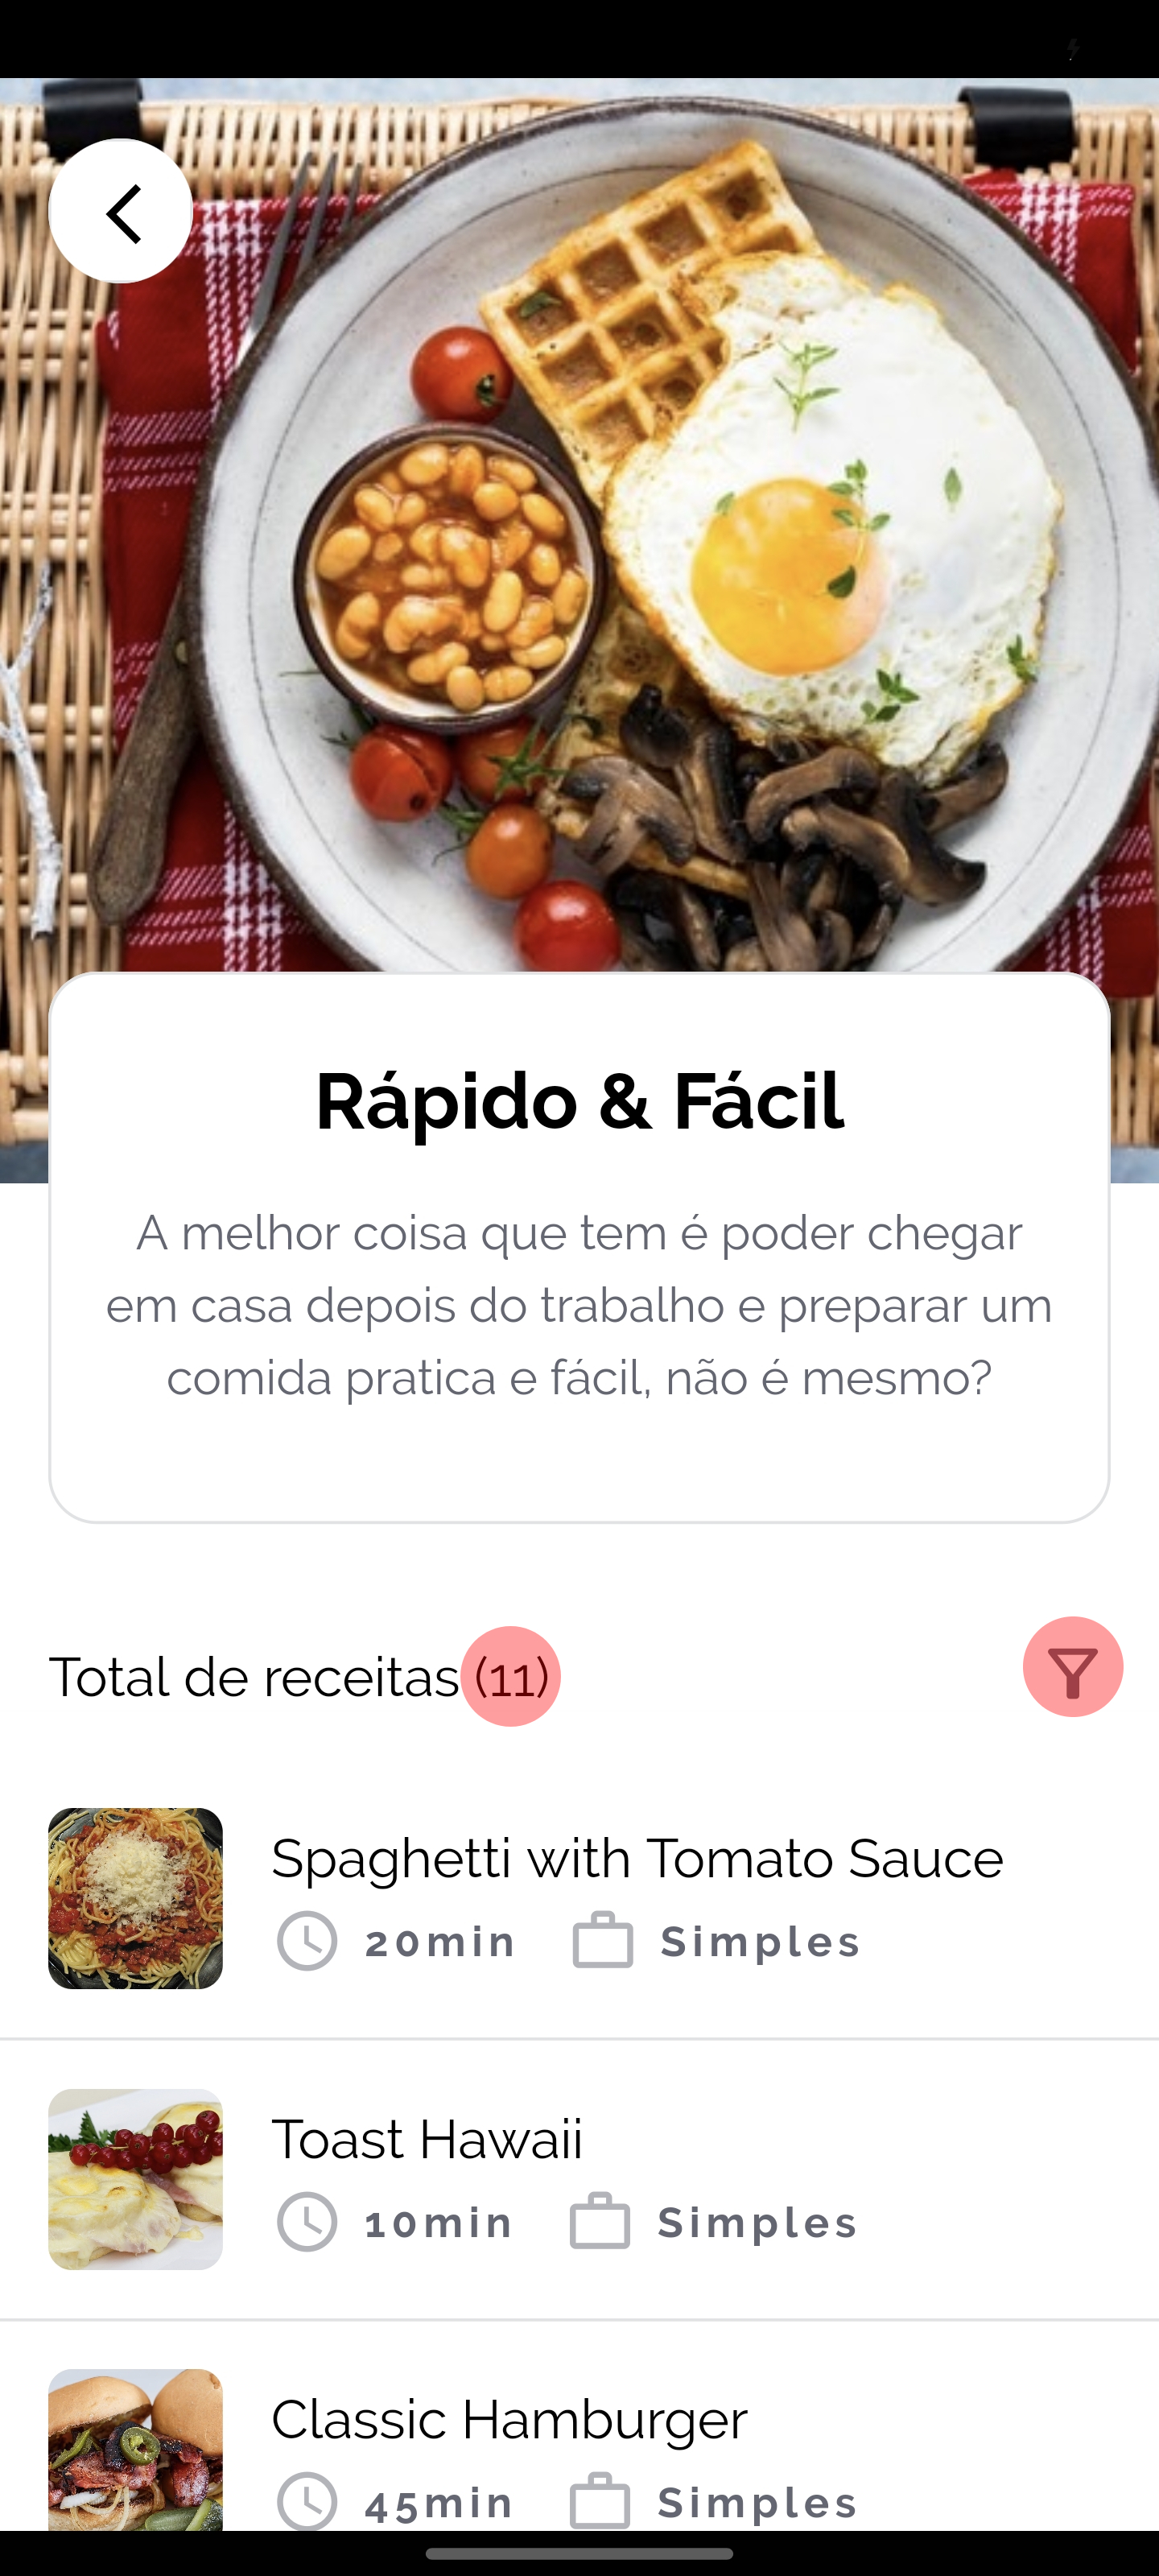 Rápido & Fácil
A melhor coisa que tem é poder chegar
em casa depois do trabalho e preparar um
comida pratica e fácil, não é mesmo?
Total de receitas (11)
Spaghetti with Tomato Sauce
20min Simples
Toast Hawaii
10min Simples
Classic Hamburger
45min Simples